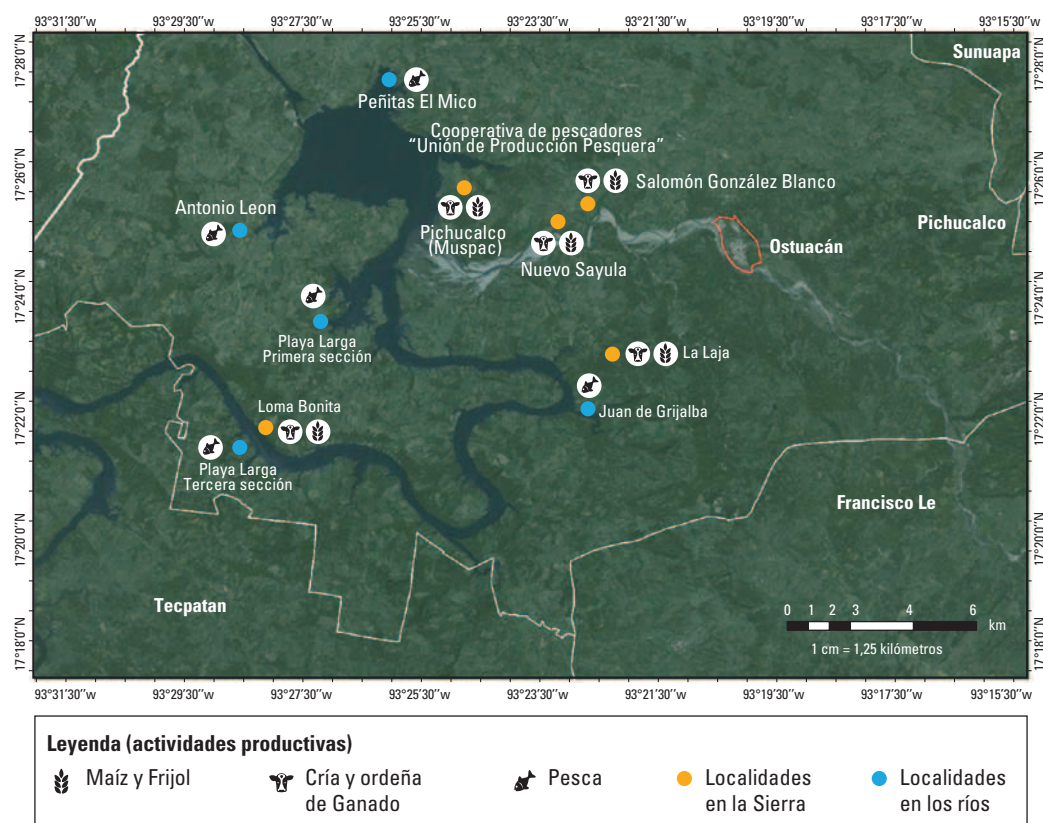 93°31'30''W 93°29'30''W 93°27'30''W 93°25'30''W 93°23'30''W 93°21'30''W 93°19'30''W 93°17'30''W 93°15'30''W
17°28'0''N
17°26'0''N
17°24'0''N
17°22'0''N
17°20'0''N
17°18'0''N
Sunuapa
Peñitas El Mico
Cooperativa de pescadores
“Unión de Producción Pesquera”
Salomón González Blanco
Antonio Leon
Pichucalco
(Muspac)
Nuevo Sayula
Ostuacán
Pichucalco
Playa Larga
Primera sección
La Laja
Juan de Grijalba
Loma Bonita
Playa Larga
Tercera sección
Francisco Le
Tecpatan
0 1 2 3 4 6
km
1 cm = 1,25 kilómetros
17°28'0''N
17°26'0''N
17°24'0''N
17°22'0''N
17°20'0''N
17°18'0''N
93°31'30''W 93°29'30''W 93°27'30''W 93°25'30''W 93°23'30''W 93°21'30''W 93°19'30''W 93°17'30''W 93°15'30''W
Leyenda (actividades productivas)
Maíz y Frijol
Cría y ordeña
de Ganado
Pesca
Localidades
en la Sierra
Localidades
en los ríos